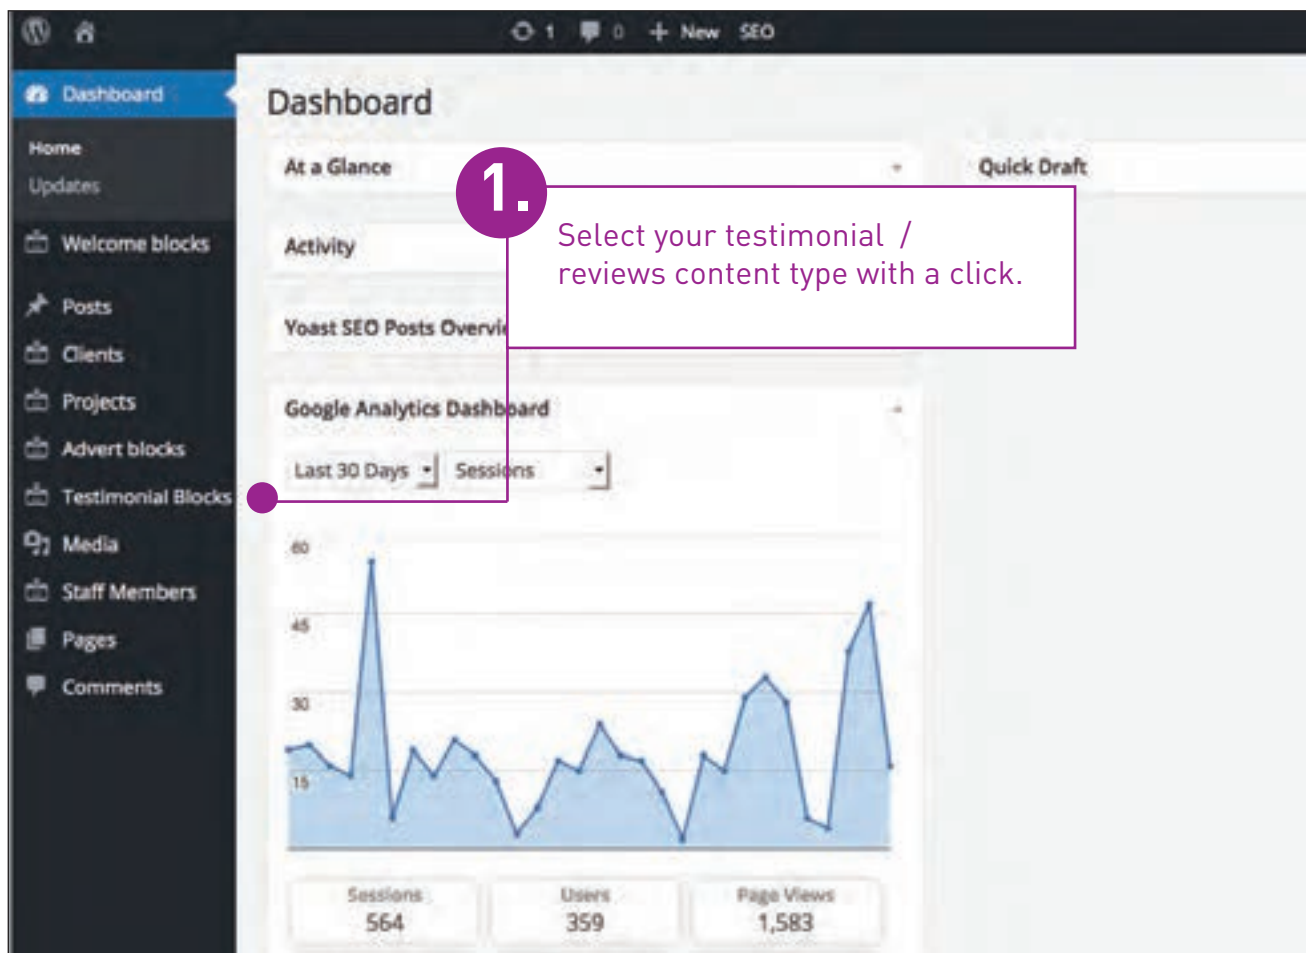 1
0
New
SEO
Dashboard
Home
Updates
Welcome blocks
Posts
Clients
Projects
Advert blocks
Testimonial Blocks
Media
Staff Members
Pages
Comments
Dashboard
At a Glance
Quick Draft
1.
Select your testimonial /
reviews content type with a click.
Activity
Yoast SEO Posts
Google Analytics Dashboard
Last 30 Days
Sessions
60
45
30
15
Sessions
564
Users
359
Page Views
1,583